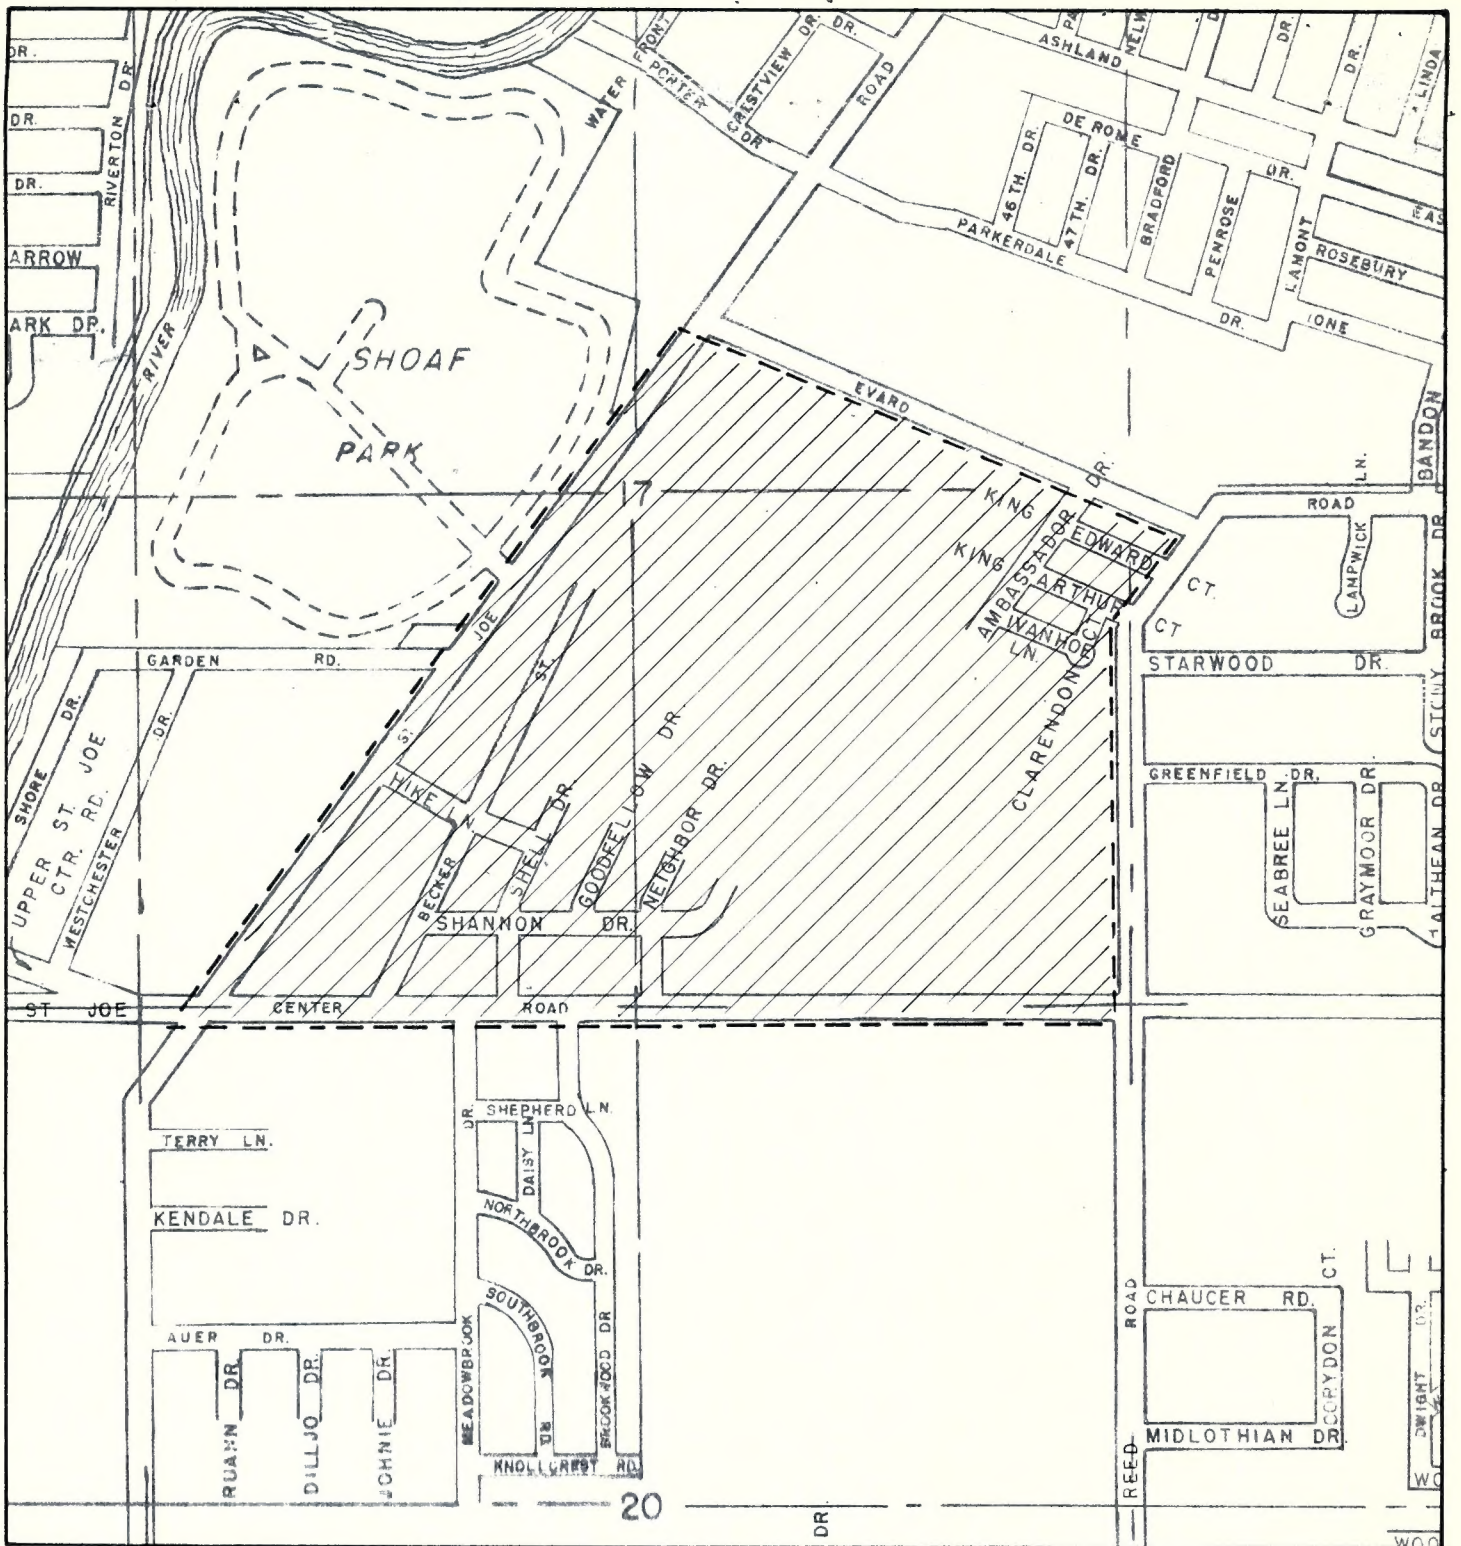 DR.
RIVERTON DR
DR.
DR.
ARROW
ARK DR.
RIVER
SHOAF
PARK
WATER FRONT
PORTER DR
CRESTVIEW DR
DR.
ROAD
ASHLAND
DR.
DR.
LINDA
DE ROME
DR.
46 TH. DR.
47 TH. DR.
BRADFORD
PENROSE
LAMONT
ROSEBURY
PARKERDALE
DR.
IONE
BANDON
EVARD
DR.
17
KING
EDWARD
CT.
KING
ARTHUR
CT
AMBASSADOR
LN.
IVANHOE
CT
CLARENDON
ROAD
LN.
LAMPWICK
BROOK DR
STONY
STARWOOD DR.
GREENFIELD DR.
SEABREE LN
GRAYMOOR DR.
GARDEN RD.
ST. JOE
ST.
SHORE DR.
UPPER ST. JOE
CTR. RD.
WESTCHESTER DR.
HIKE LN
BECKER
SHELL DR.
GOODFELLOW DR
NEIGHBOR DR.
SHANNON DR.
ST JOE CENTER ROAD
TERRY LN.
KENDALE DR.
AUER DR.
RUANN DR.
DILLJO DR.
JOHNIE DR.
MEADOWBROOK DR.
SHEPHERD LN.
DAISY LN
NORTHBROOK DR.
SOUTHBROOK RD.
BROOKWOOD DR
KNOLLCREST RD.
20
DR
REED ROAD
CHAUCER RD.
CT.
CORYDON
MIDLOTHIAN DR.
DWIGHT DR.
WO
WOO